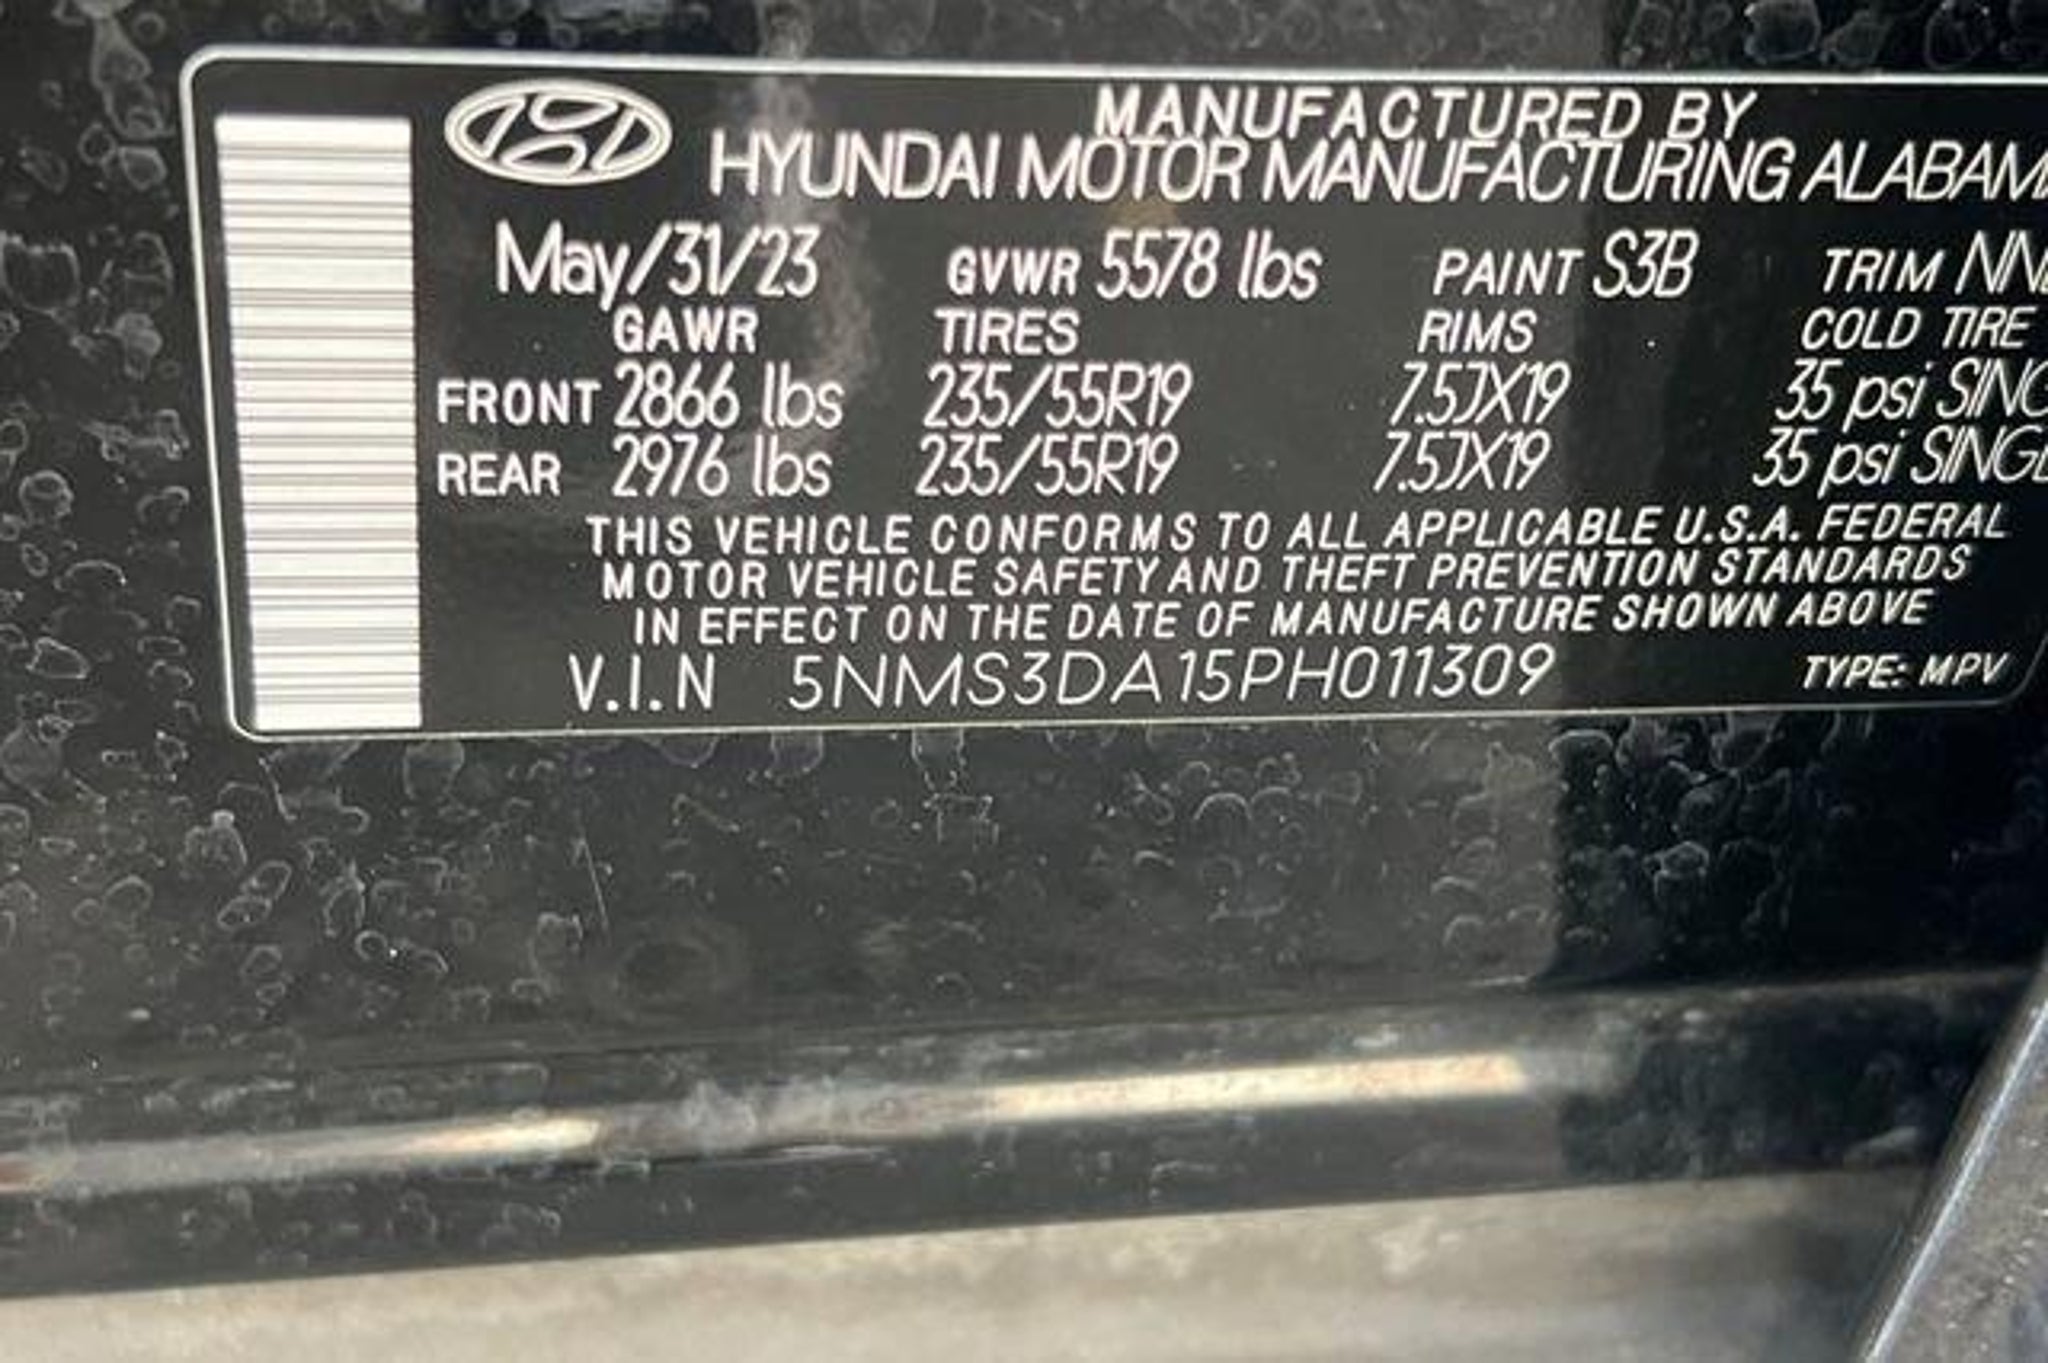 MANUFACTURED BY
HYUNDAI MOTOR MANUFACTURING ALABAMA
May/31/23 GVWR 5578 lbs PAINT S3B TRIM
GAWR TIRES RIMS COLD TIRE
FRONT 2866 lbs 235/55R19 7.5JX19 35 psi
REAR 2976 lbs 235/55R19 7.5JX19 35 psi
THIS VEHICLE CONFORMS TO ALL APPLICABLE U.S.A. FEDERAL
MOTOR VEHICLE SAFETY AND THEFT PREVENTION STANDARDS
IN EFFECT ON THE DATE OF MANUFACTURE SHOWN ABOVE
V.I.N 5NMS3DA15PH011309 TYPE: MPV